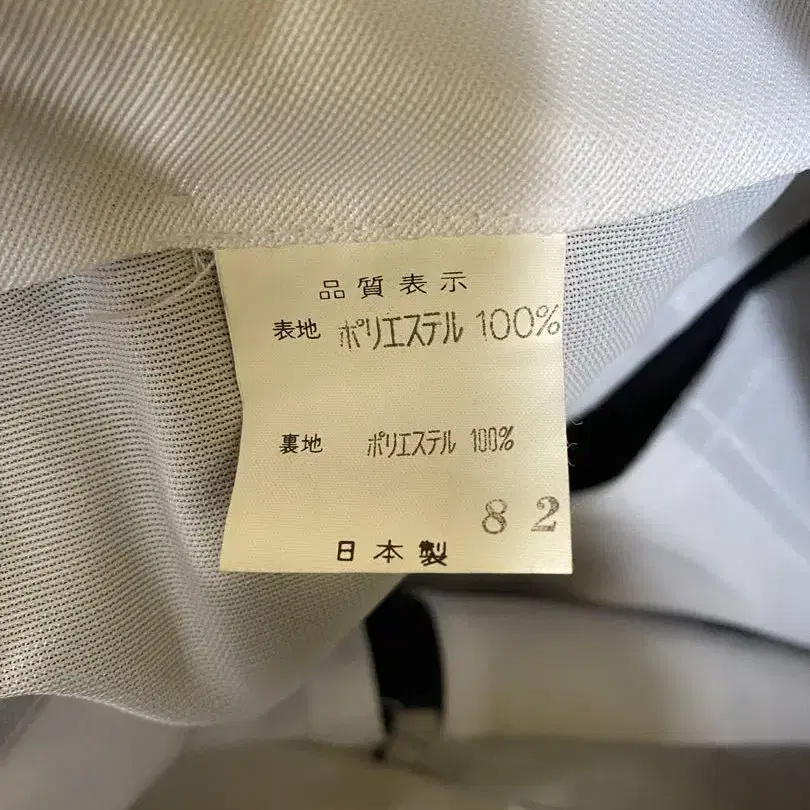 品質表示
表地 ポリエステル 100%
裏地 ポリエステル 100%
82
日本製